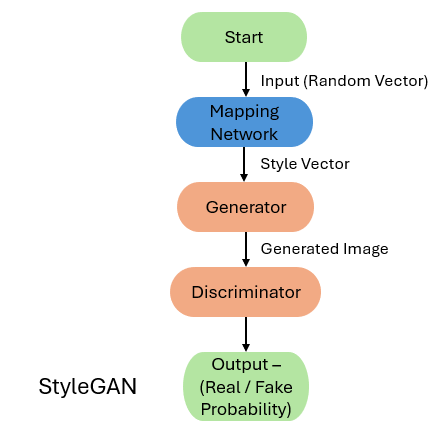 Start
Input (Random Vector)
Mapping
Network
Style Vector
Generator
Generated Image
Discriminator
Output –
(Real / Fake
Probability)
StyleGAN